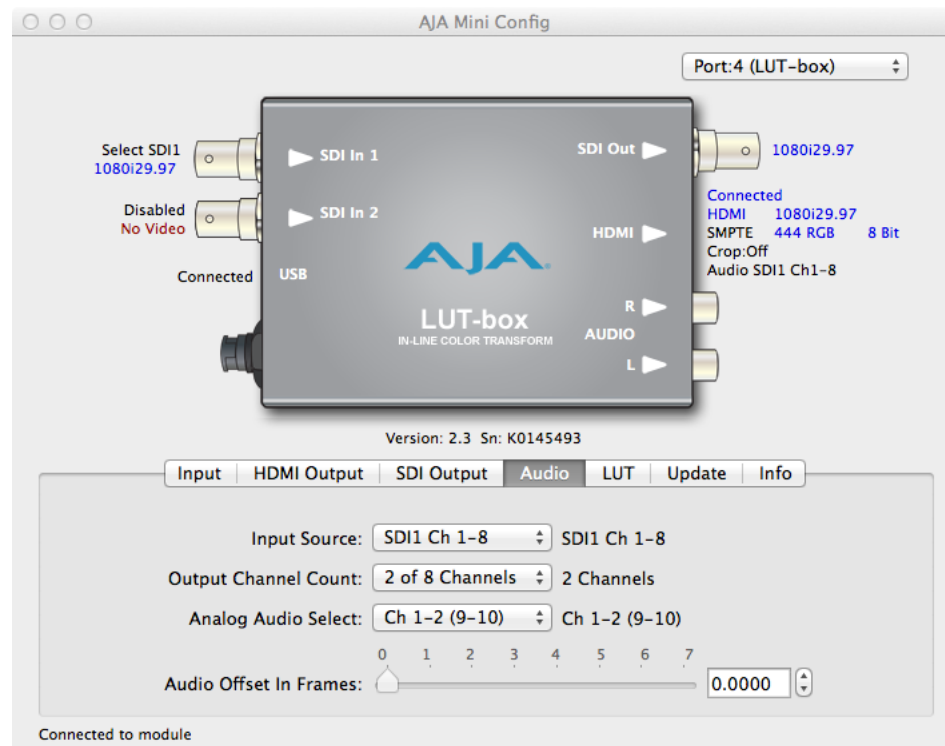 AJA Mini Config
Port:4 (LUT-box)
Select SDI1
1080i29.97
SDI In 1
SDI Out
1080i29.97
Disabled
No Video
SDI In 2
HDMI
Connected
HDMI 1080i29.97
SMPTE 444 RGB 8 Bit
Crop:Off
Audio SDI1 Ch1-8
Connected
USB
AJA
LUT-box
IN-LINE COLOR TRANSFORM
R
AUDIO
L
Version: 2.3 Sn: K0145493
Input HDMI Output SDI Output Audio LUT Update Info
Input Source: SDI1 Ch 1-8 SDI1 Ch 1-8
Output Channel Count: 2 of 8 Channels 2 Channels
Analog Audio Select: Ch 1-2 (9-10) Ch 1-2 (9-10)
0 1 2 3 4 5 6 7
Audio Offset In Frames: 0.0000
Connected to module